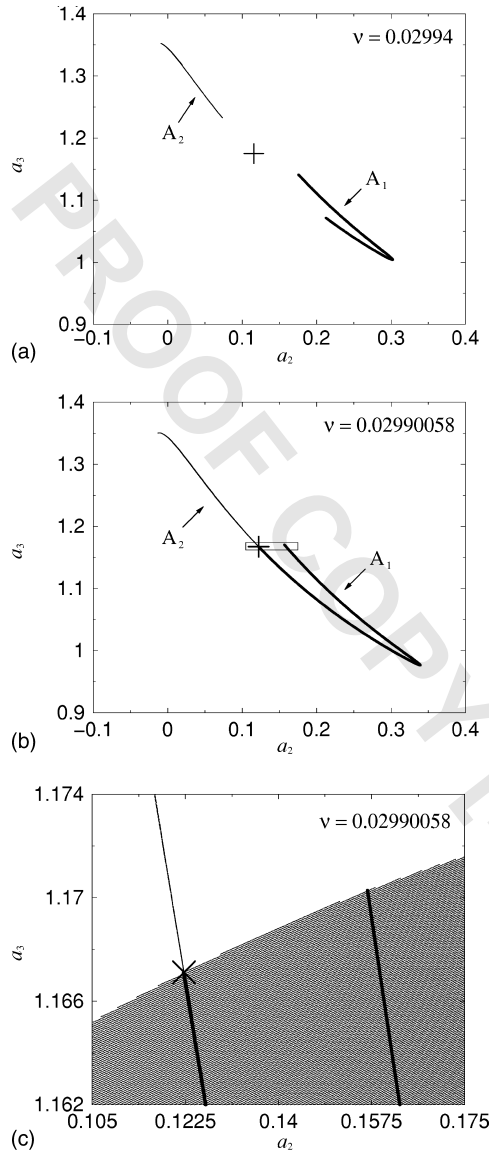 1.4
ν = 0.02994
1.3
A2
1.2
a3
A1
1.1
1
0.9
−0.1 0 0.1 0.2 0.3 0.4
(a)
a2
1.4
ν = 0.02990058
1.3
A2
1.2
a3
A1
1.1
1
0.9
−0.1 0 0.1 0.2 0.3 0.4
(b)
a2
1.174
ν = 0.02990058
1.17
a3
1.166
1.162
0.105 0.1225 0.14 0.1575 0.175
(c)
a2
PROOF COPY